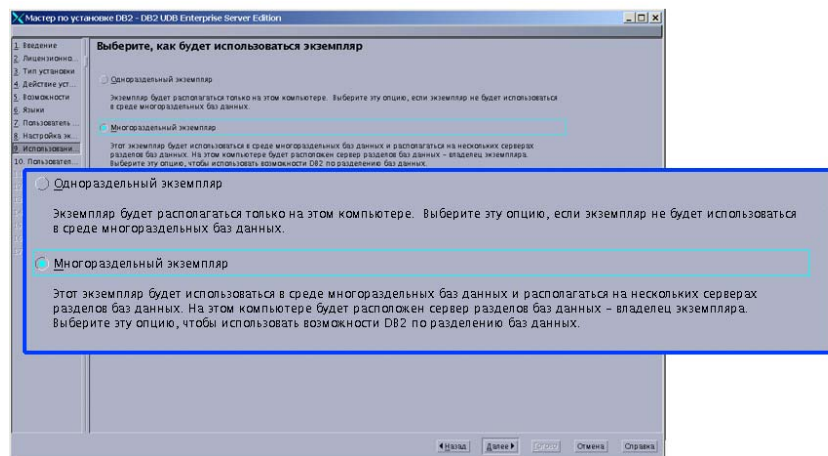 Мастер по установке DB2 - DB2 UDB Enterprise Server Edition
1. Введение
2. Лицензионно...
3. Тип установки
4. Действие уст...
5. Возможности
6. Языки
7. Пользователь ...
8. Настройка эк...
9. Использовани...
10. Пользовател...
Выберите, как будет использоваться экземпляр
Однораздельный экземпляр
Экземпляр будет располагаться только на этом компьютере. Выберите эту опцию, если экземпляр не будет использоваться
в среде многораздельных баз данных.
Многораздельный экземпляр
Этот экземпляр будет использоваться в среде многораздельных баз данных и располагаться на нескольких серверах
разделов баз данных. На этом компьютере будет расположен сервер разделов баз данных - владелец экземпляра.
Выберите эту опцию, чтобы использовать возможности DB2 по разделению баз данных.
Однораздельный экземпляр
Экземпляр будет располагаться только на этом компьютере. Выберите эту опцию, если экземпляр не будет использоваться
в среде многораздельных баз данных.
Многораздельный экземпляр
Этот экземпляр будет использоваться в среде многораздельных баз данных и располагаться на нескольких серверах
разделов баз данных. На этом компьютере будет расположен сервер разделов баз данных – владелец экземпляра.
Выберите эту опцию, чтобы использовать возможности DB2 по разделению баз данных.
Назад Далее Готово Отмена Справка